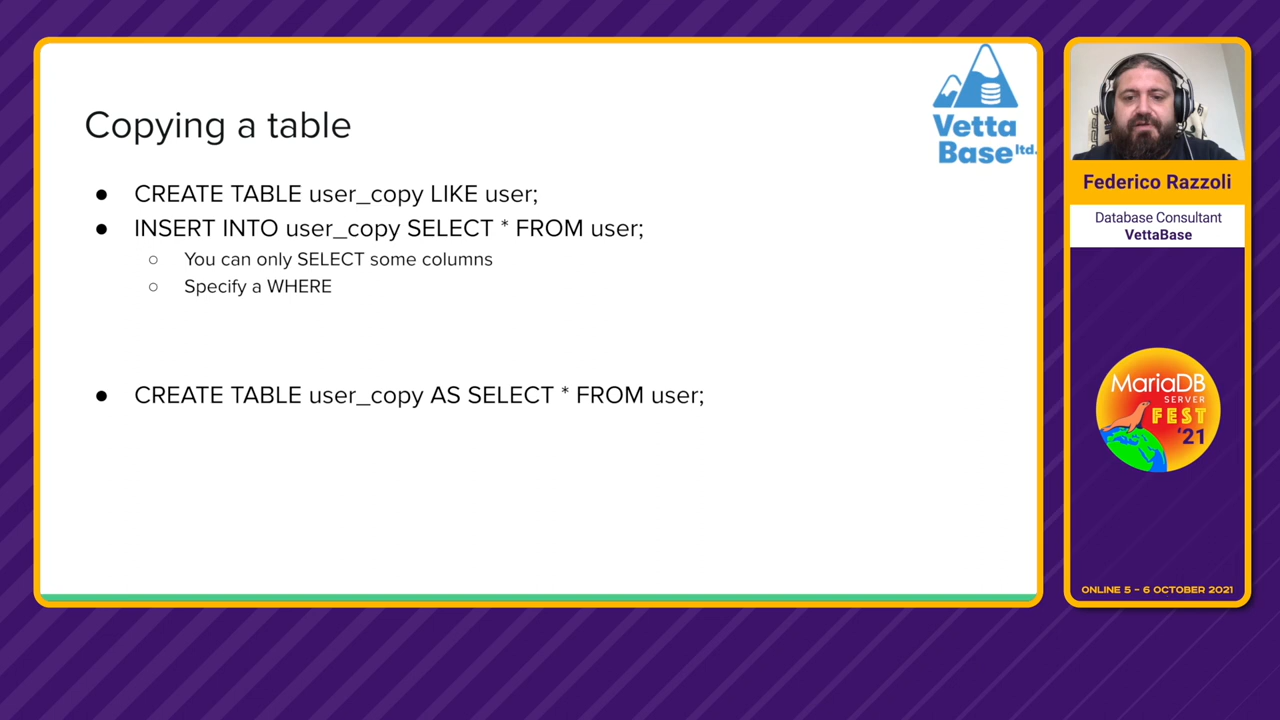 Copying a table
● CREATE TABLE user_copy LIKE user;
● INSERT INTO user_copy SELECT * FROM user;
○ You can only SELECT some columns
○ Specify a WHERE
● CREATE TABLE user_copy AS SELECT * FROM user;
Vetta
Base ltd.
Federico Razzoli
Database Consultant
VettaBase
MariaDB
SERVER
FEST
'21
ONLINE 5 – 6 OCTOBER 2021